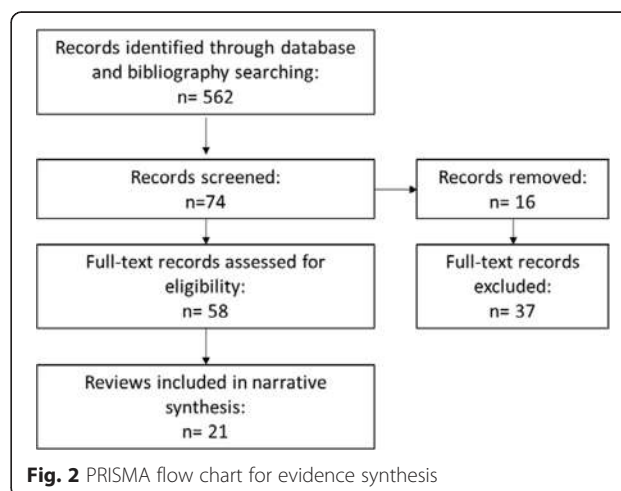 Records identified through database
and bibliography searching:
n= 562
Records screened:
n=74
Records removed:
n= 16
Full-text records assessed for
eligibility:
n= 58
Full-text records
excluded:
n= 37
Reviews included in narrative
synthesis:
n= 21
Fig. 2 PRISMA flow chart for evidence synthesis